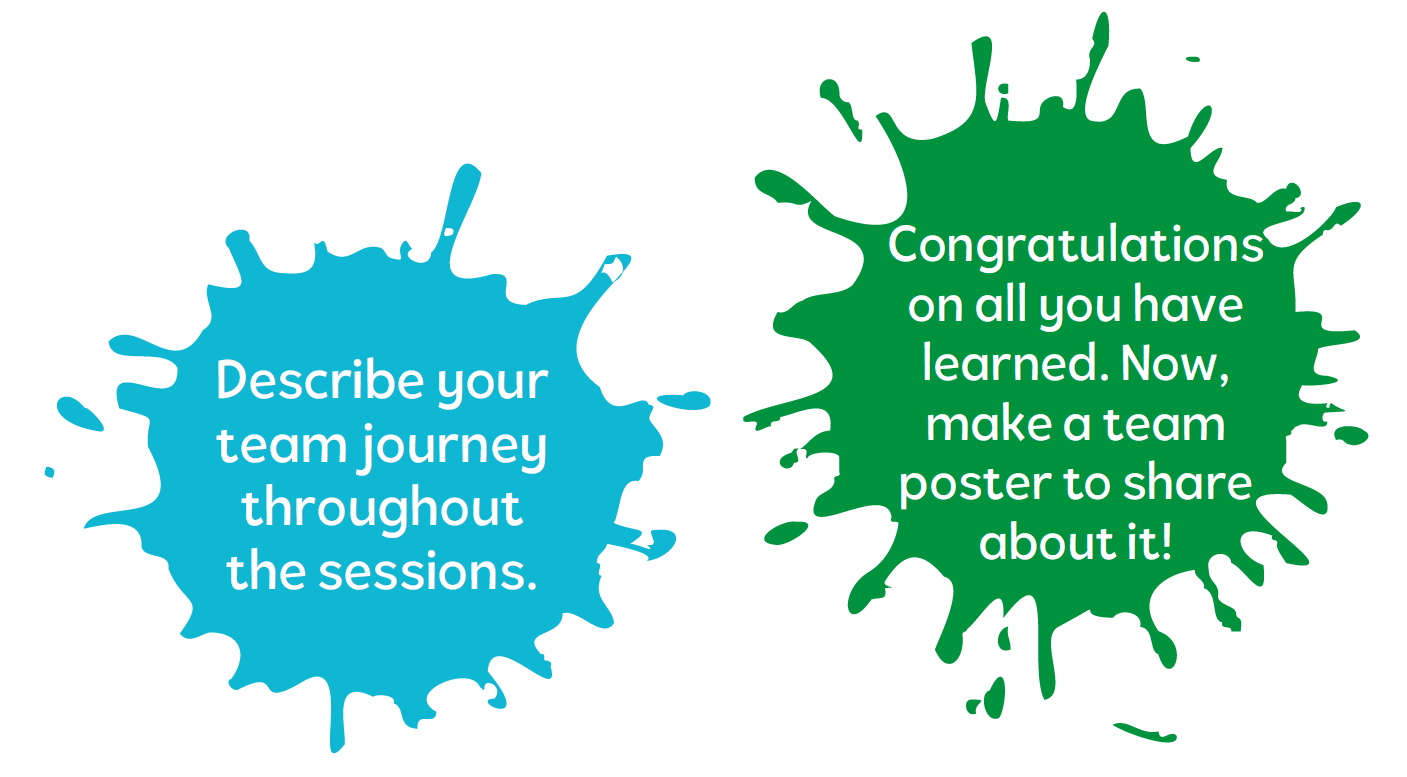 Describe your
team journey
throughout
the sessions.
Congratulations
on all you have
learned. Now,
make a team
poster to share
about it!